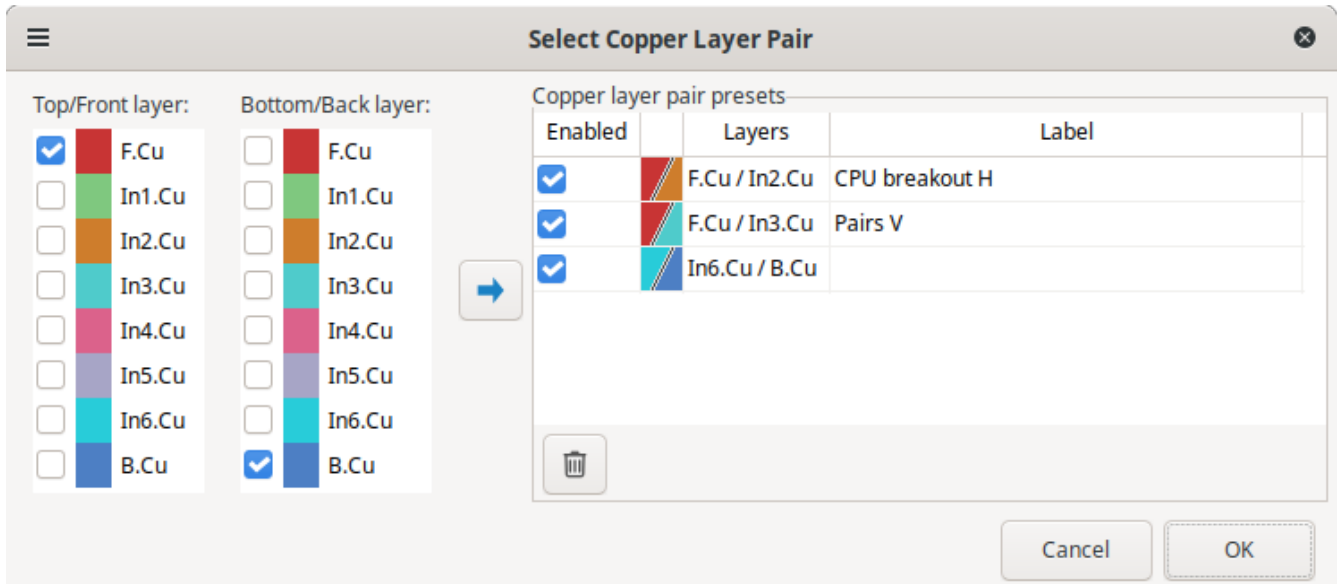 Select Copper Layer Pair
Top/Front layer:
F.Cu
In1.Cu
In2.Cu
In3.Cu
In4.Cu
In5.Cu
In6.Cu
B.Cu
Bottom/Back layer:
F.Cu
In1.Cu
In2.Cu
In3.Cu
In4.Cu
In5.Cu
In6.Cu
B.Cu
Copper layer pair presets
Enabled Layers Label
F.Cu / In2.Cu CPU breakout H
F.Cu / In3.Cu Pairs V
In6.Cu / B.Cu
Cancel OK